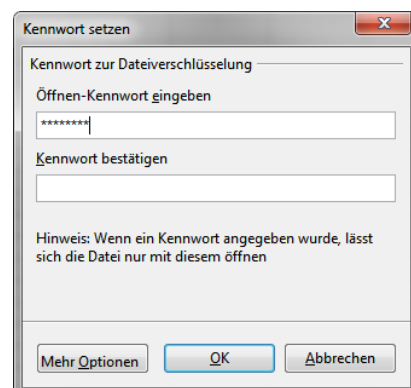 Kennwort setzen
Kennwort zur Dateiverschlüsselung
Öffnen-Kennwort eingeben
********
Kennwort bestätigen
Hinweis: Wenn ein Kennwort angegeben wurde, lässt
sich die Datei nur mit diesem öffnen
Mehr Optionen OK Abbrechen